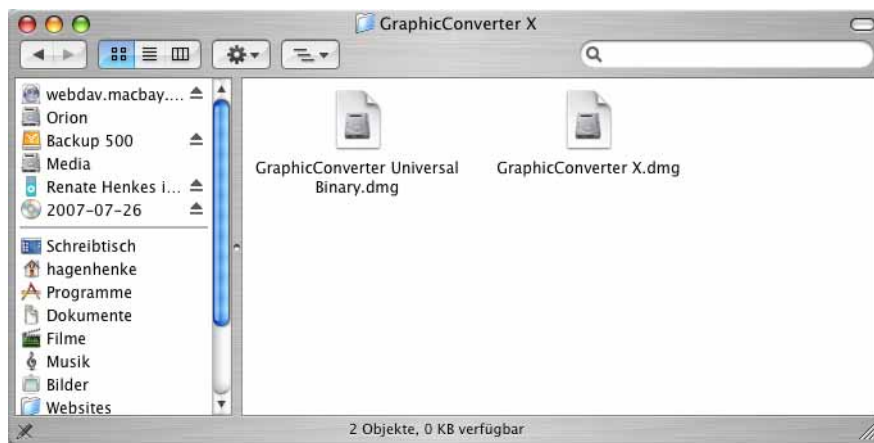 GraphicConverter X
webdav.macbay....
Orion
Backup 500
Media
Renate Henkes i...
2007-07-26
Schreibtisch
hagenhenke
Programme
Dokumente
Filme
Musik
Bilder
Websites
GraphicConverter Universal
Binary.dmg
GraphicConverter X.dmg
2 Objekte, 0 KB verfügbar